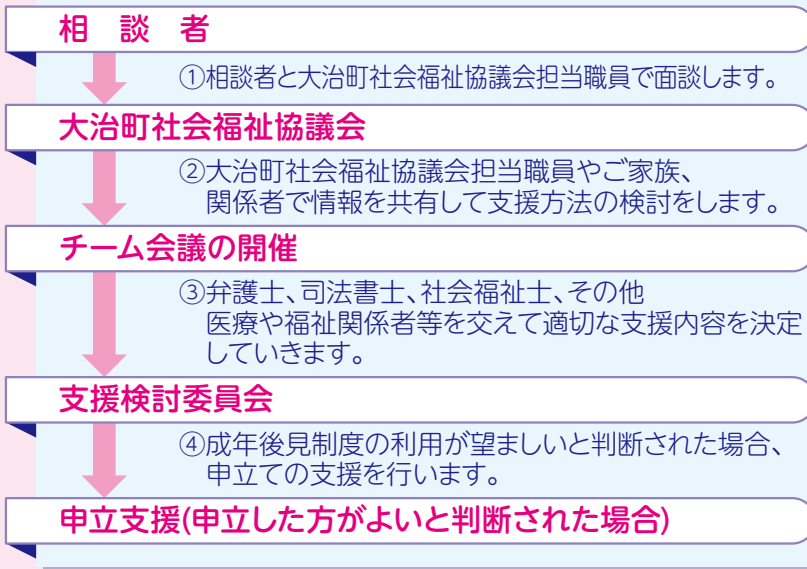 相 談 者
①相談者と大治町社会福祉協議会担当職員で面談します。
大治町社会福祉協議会
②大治町社会福祉協議会担当職員やご家族、
関係者で情報を共有して支援方法の検討をします。
チーム会議の開催
③弁護士、司法書士、社会福祉士、その他
医療や福祉関係者等を交えて適切な支援内容を決定
していきます。
支援検討委員会
④成年後見制度の利用が望ましいと判断された場合、
申立ての支援を行います。
申立支援(申立した方がよいと判断された場合)